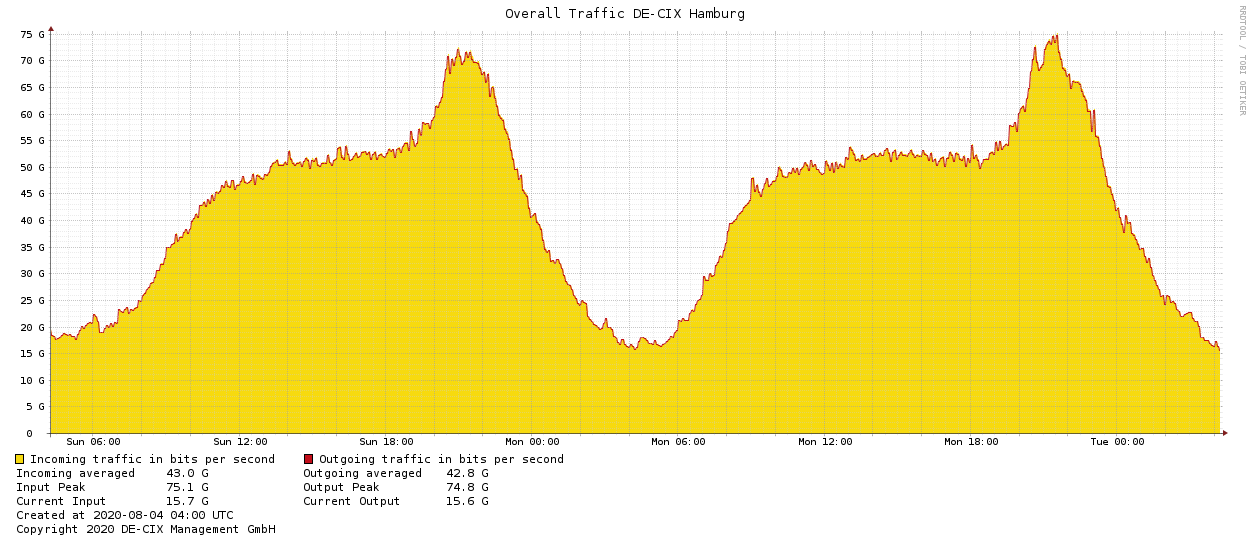 Overall Traffic DE-CIX Hamburg
RRDTOOL / TOBI OETIKER
75 G
70 G
65 G
60 G
55 G
50 G
45 G
40 G
35 G
30 G
25 G
20 G
15 G
10 G
5 G
0
Sun 06:00 Sun 12:00 Sun 18:00 Mon 00:00 Mon 06:00 Mon 12:00 Mon 18:00 Tue 00:00
Incoming traffic in bits per second Outgoing traffic in bits per second
Incoming averaged 43.0 G Outgoing averaged 42.8 G
Input Peak 75.1 G Output Peak 74.8 G
Current Input 15.7 G Current Output 15.6 G
Created at 2020-08-04 04:00 UTC
Copyright 2020 DE-CIX Management GmbH